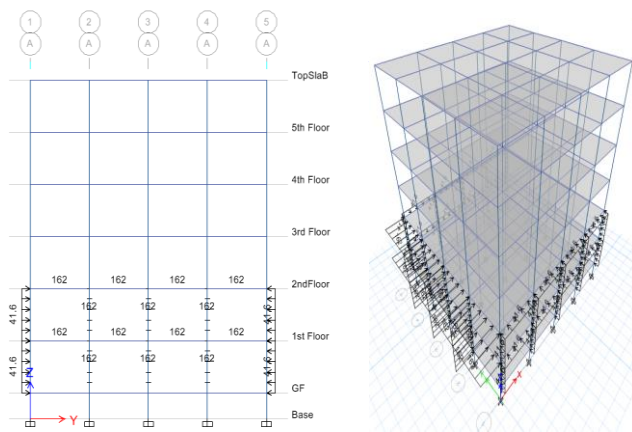 1 2 3 4 5
A A A A A
TopSlaB
5th Floor
4th Floor
3rd Floor
162 162 162 162 2ndFloor
41.6 162 162 162 41.6
162 162 162 162 1st Floor
41.6 162 162 162 41.6
Z
GF
Y
Base
Y X